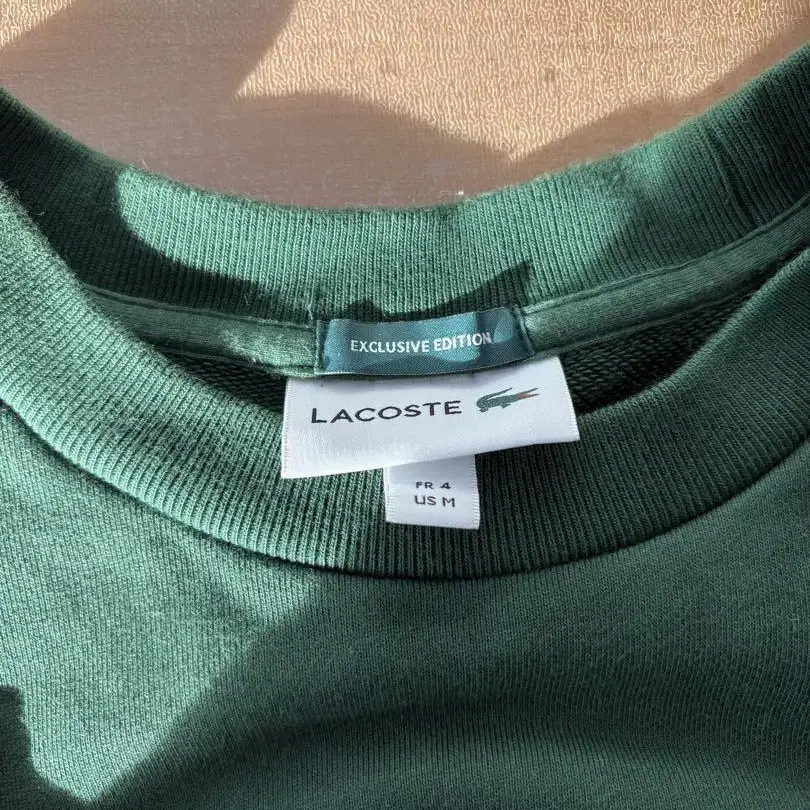 EXCLUSIVE EDITION
LACOSTE
FR 4
US M